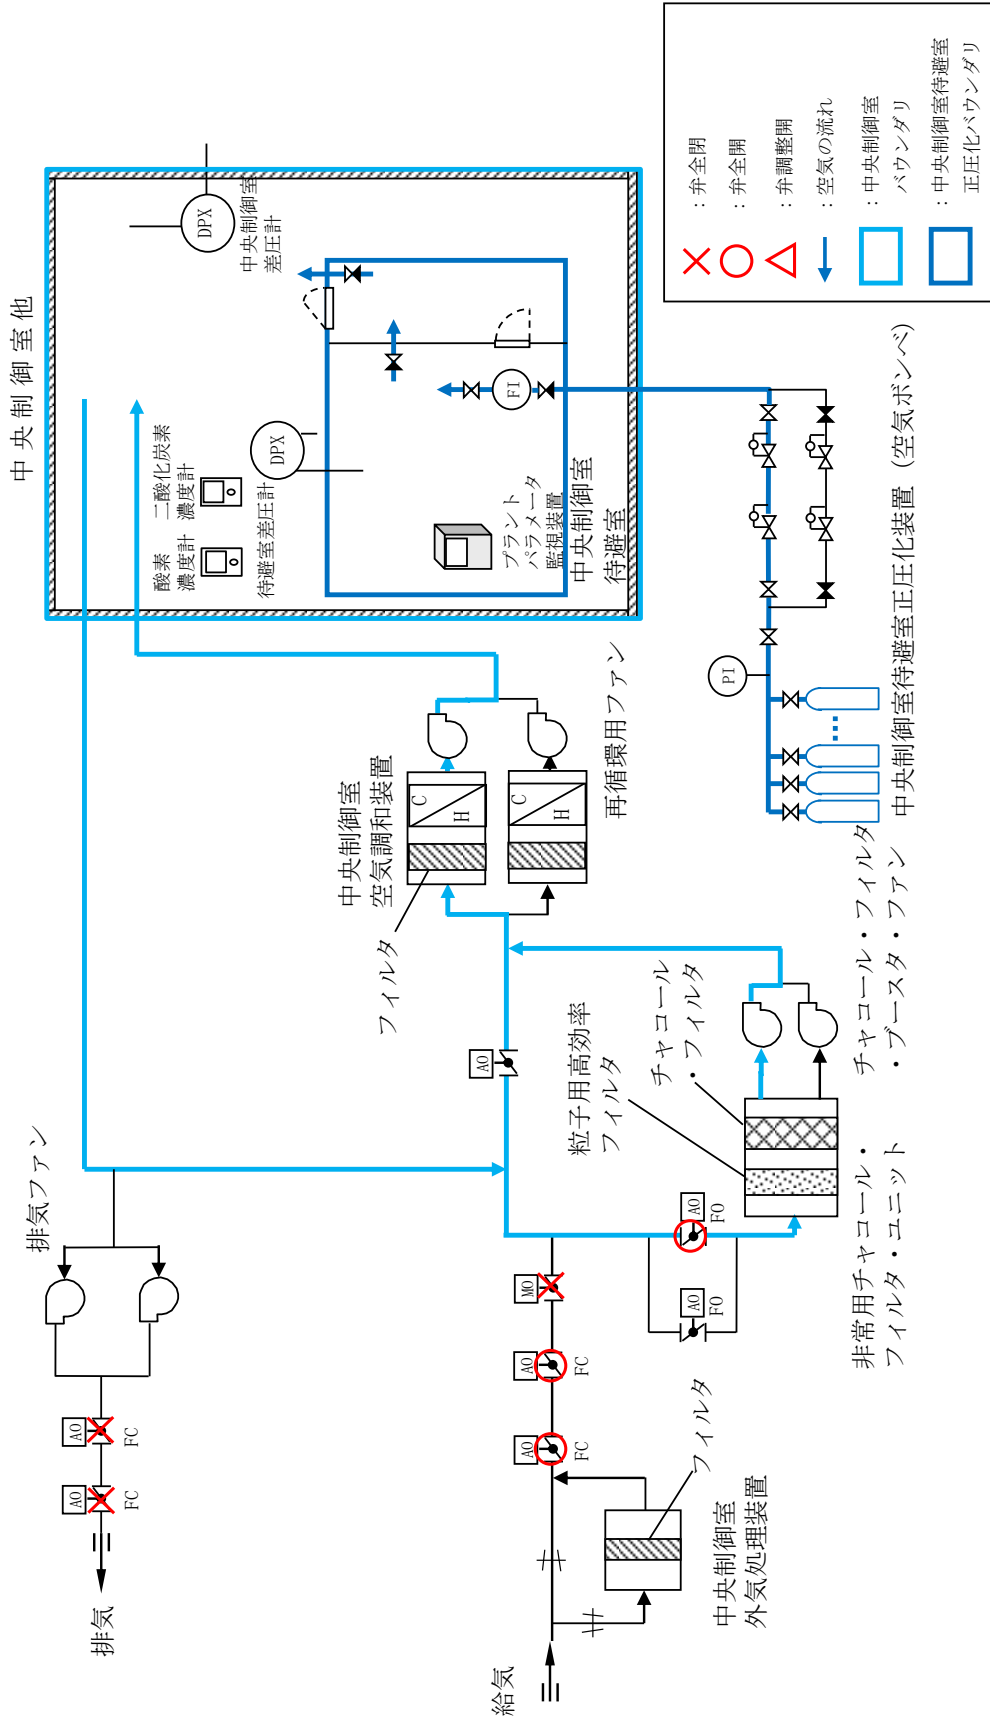 中央制御室他
DPX
中央制御室
差圧計
DPX
待避室差圧計
二酸化炭素
濃度計
酸素
濃度計
プラント
パラメータ
監視装置
中央制御室
待避室
FI
PI
中央制御室待避室正圧化装置(空気ボンベ)
：弁全閉
：弁全開
：弁調整開
：空気の流れ
：中央制御室
バウンダリ
：中央制御室待避室
正圧化バウンダリ
再循環用ファン
中央制御室
空気調和装置
C
H
C
H
フィルタ
AO
粒子用高効率
フィルタ
チャコール
・フィルタ
チャコール・フィルタ
・ブースタ・ファン
非常用チャコール・
フィルタ・ユニット
AO
FO
AO
FO
MO
AO
FC
AO
FC
フィルタ
中央制御室
外気処理装置
給気
排気ファン
AO
FC
AO
FC
排気